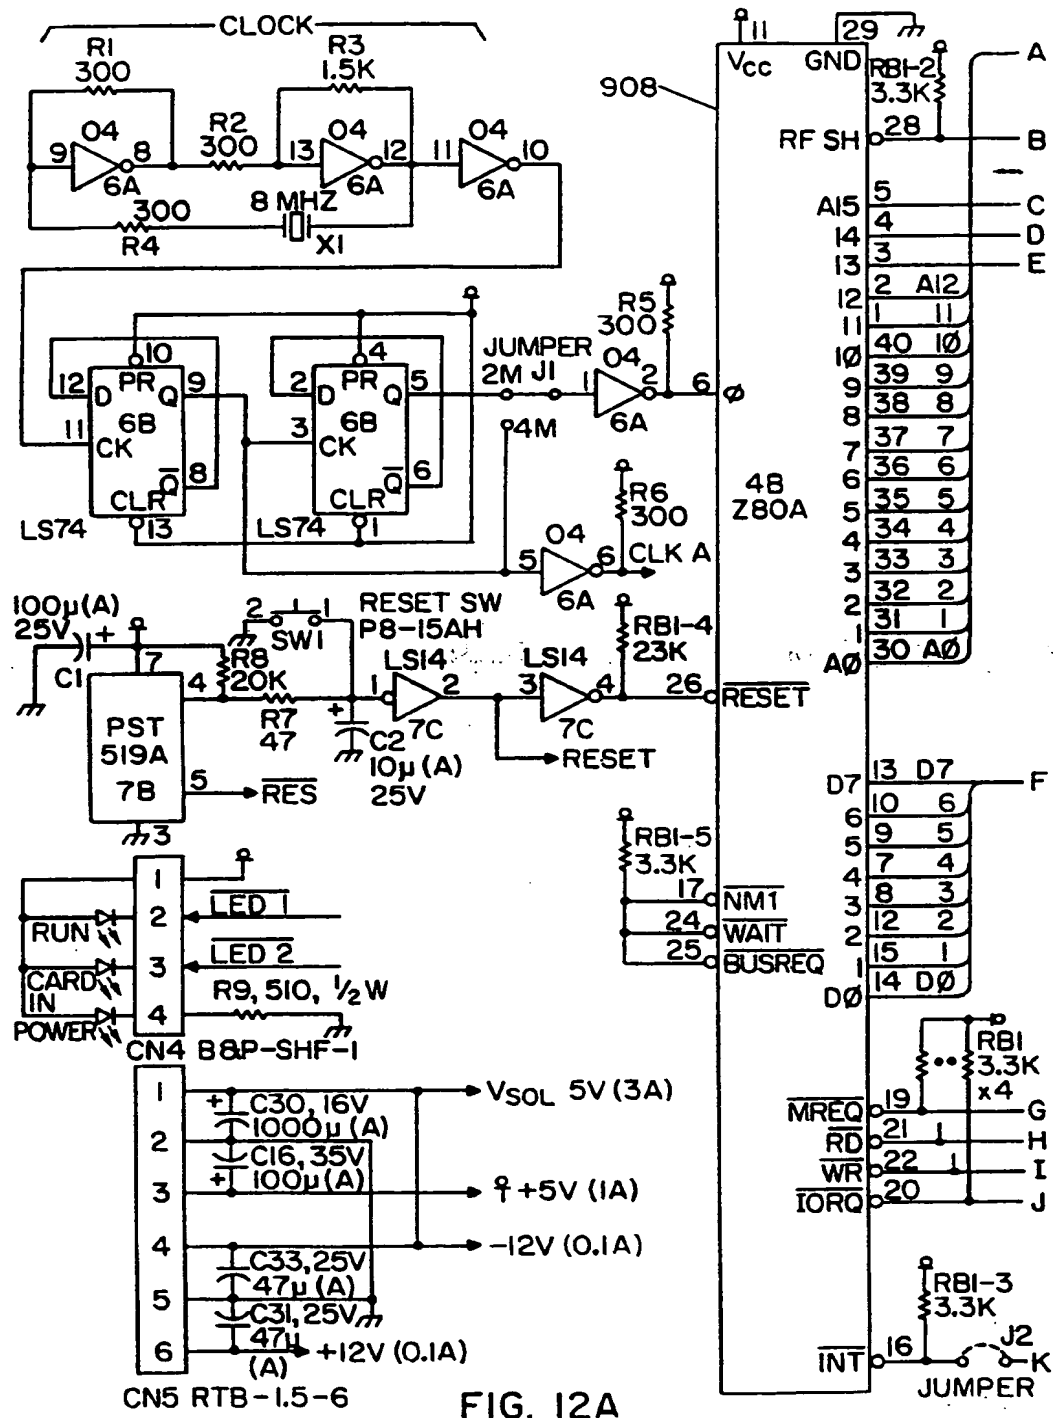 CLOCK
R1
300
R3
1.5K
04
R2
300
04
04
9
8
13
12
11
10
6A
6A
6A
300
R4
8 MHZ
X1
908
11
29
VCC
GND
RB1-2
3.3K
A
RF SH
28
B
A15
5
C
14
4
D
13
3
E
12
2
A12
11
1
11
10
40
10
9
39
9
8
38
8
7
37
7
6
36
6
5
35
5
4
34
4
3
33
3
2
32
2
1
31
1
AØ
30
AØ
10
12
D
PR
Q
9
6B
11
CK
Q
8
CLR
LS74
13
4
2
D
PR
Q
5
6B
3
CK
Q
6
CLR
LS74
1
JUMPER
2M J1
4M
R5
300
04
1
2
6A
6
Ø
4B
Z80A
R6
300
04
5
6
CLK A
6A
100µ(A)
25V
+
C1
7
4
PST
519A
7B
5
RES
3
R8
20K
R7
47
2
1
SW1
RESET SW
P8-15AH
LS14
1
2
7C
+
C2
10µ(A)
25V
LS14
3
4
7C
RB1-4
23K
26
RESET
RESET
D7
13
D7
F
6
10
6
5
9
5
4
7
4
3
8
3
2
12
2
1
15
1
DØ
14
DØ
RB1-5
3.3K
17
NM1
24
WAIT
25
BUSREQ
1
2
LED 1
RUN
3
LED 2
CARD
IN
4
R9, 510, 1/2 W
POWER
CN4 B8P-SHF-1
RB1
3.3K
x4
MREQ
19
G
RD
21
1
H
WR
22
1
I
IORQ
20
J
1
VSOL 5V (3A)
+
C30, 16V
1000µ(A)
2
C16, 35V
100µ(A)
+
3
+5V (1A)
4
-12V (0.1A)
C33, 25V
47µ(A)
5
C31, 25V
47µ
(A)
6
+12V (0.1A)
CN5 RTB-1.5-6
RB1-3
3.3K
INT
16
J2
K
JUMPER
FIG. 12A